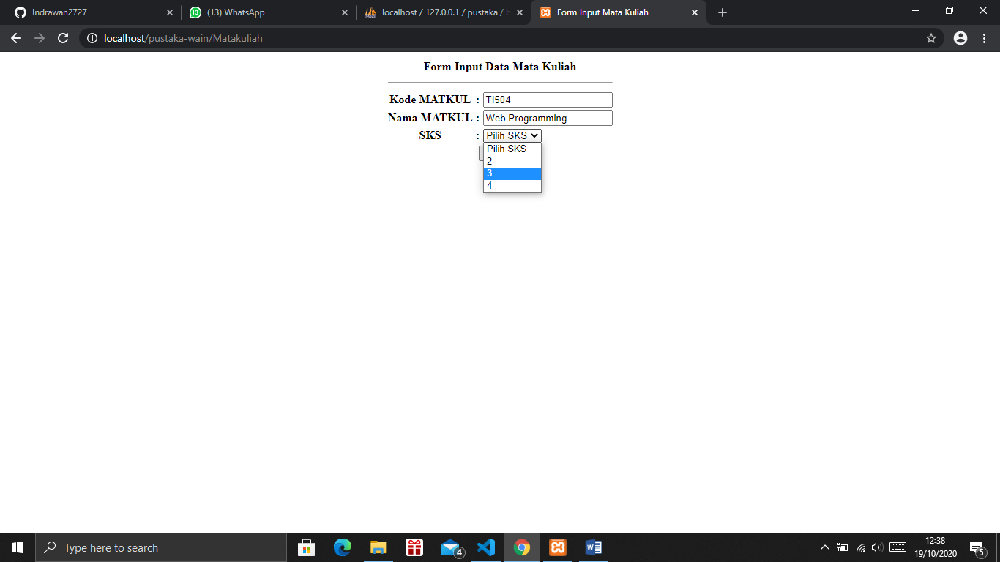 Indrawan2727
13
(13) WhatsApp
localhost / 127.0.0.1 / pustaka / b
Form Input Mata Kuliah
localhost/pustaka-wain/Matakuliah
Form Input Data Mata Kuliah
Kode MATKUL : TI504
Nama MATKUL : Web Programming
SKS : Pilih SKS
Pilih SKS
2
3
4
Type here to search
4
12:38
19/10/2020
5